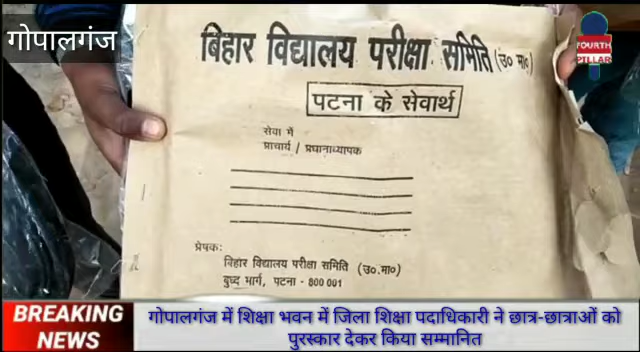 गोपालगंज
FOURTH
PILLAR
बिहार विद्यालय परीक्षा समिति (उ० मा०)
पटना के सेवार्थ
सेवा में
प्राचार्य / प्रधानाध्यापक
प्रेषक:
बिहार विद्यालय परीक्षा समिति (उ०.मा०)
बुध्द मार्ग, पटना - 800 001
BREAKING
NEWS
गोपालगंज में शिक्षा भवन में जिला शिक्षा पदाधिकारी ने छात्र-छात्राओं को
पुरस्कार देकर किया सम्मानित